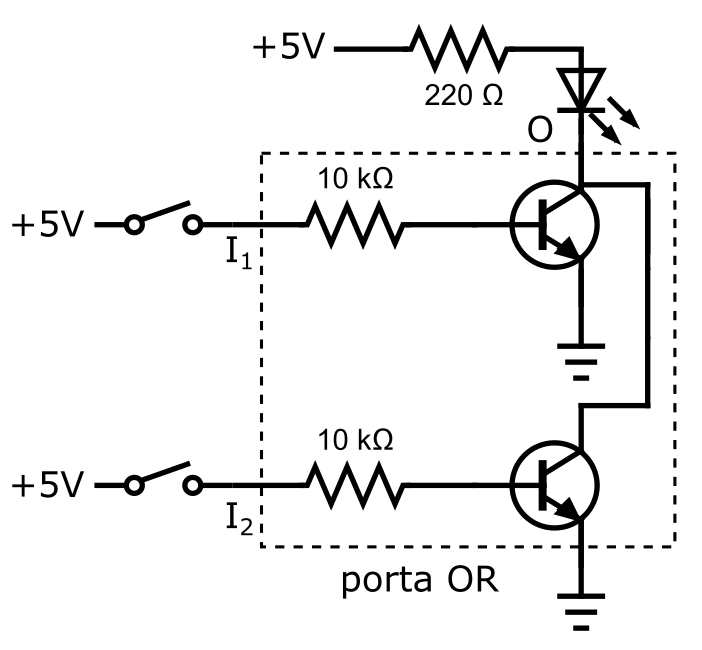 +5V
220 Ω
O
10 kΩ
+5V
I₁
10 kΩ
+5V
I₂
porta OR